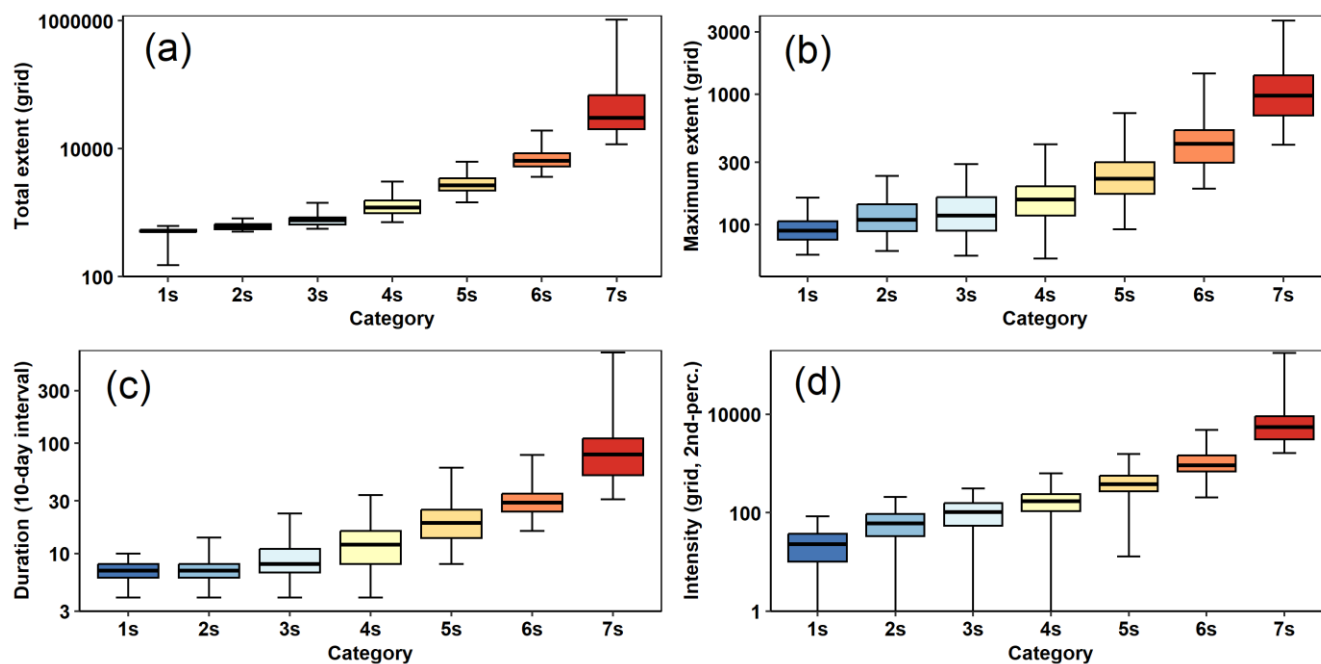 (a)
Total extent (grid)
1000000
10000
100
1s 2s 3s 4s 5s 6s 7s
Category
(b)
Maximum extent (grid)
3000
1000
300
100
1s 2s 3s 4s 5s 6s 7s
Category
(c)
Duration (10-day interval)
300
100
30
10
3
1s 2s 3s 4s 5s 6s 7s
Category
(d)
Intensity (grid, 2nd-perc.)
10000
100
1
1s 2s 3s 4s 5s 6s 7s
Category